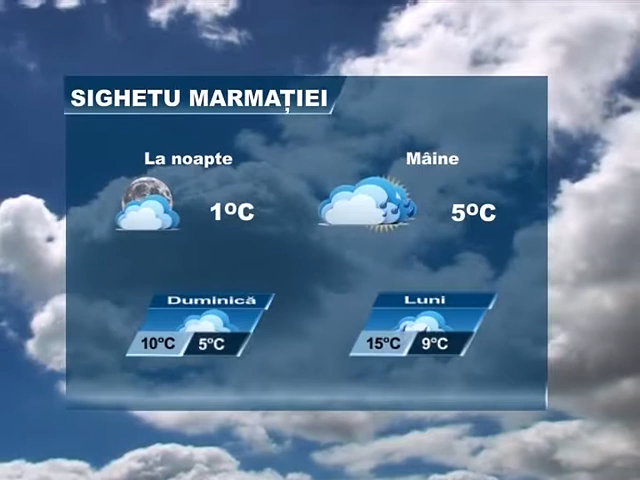 SIGHETU MARMAȚIEI
La noapte
Mâine
1ºC
5ºC
Duminică
Luni
10ºC 5ºC
15ºC 9ºC